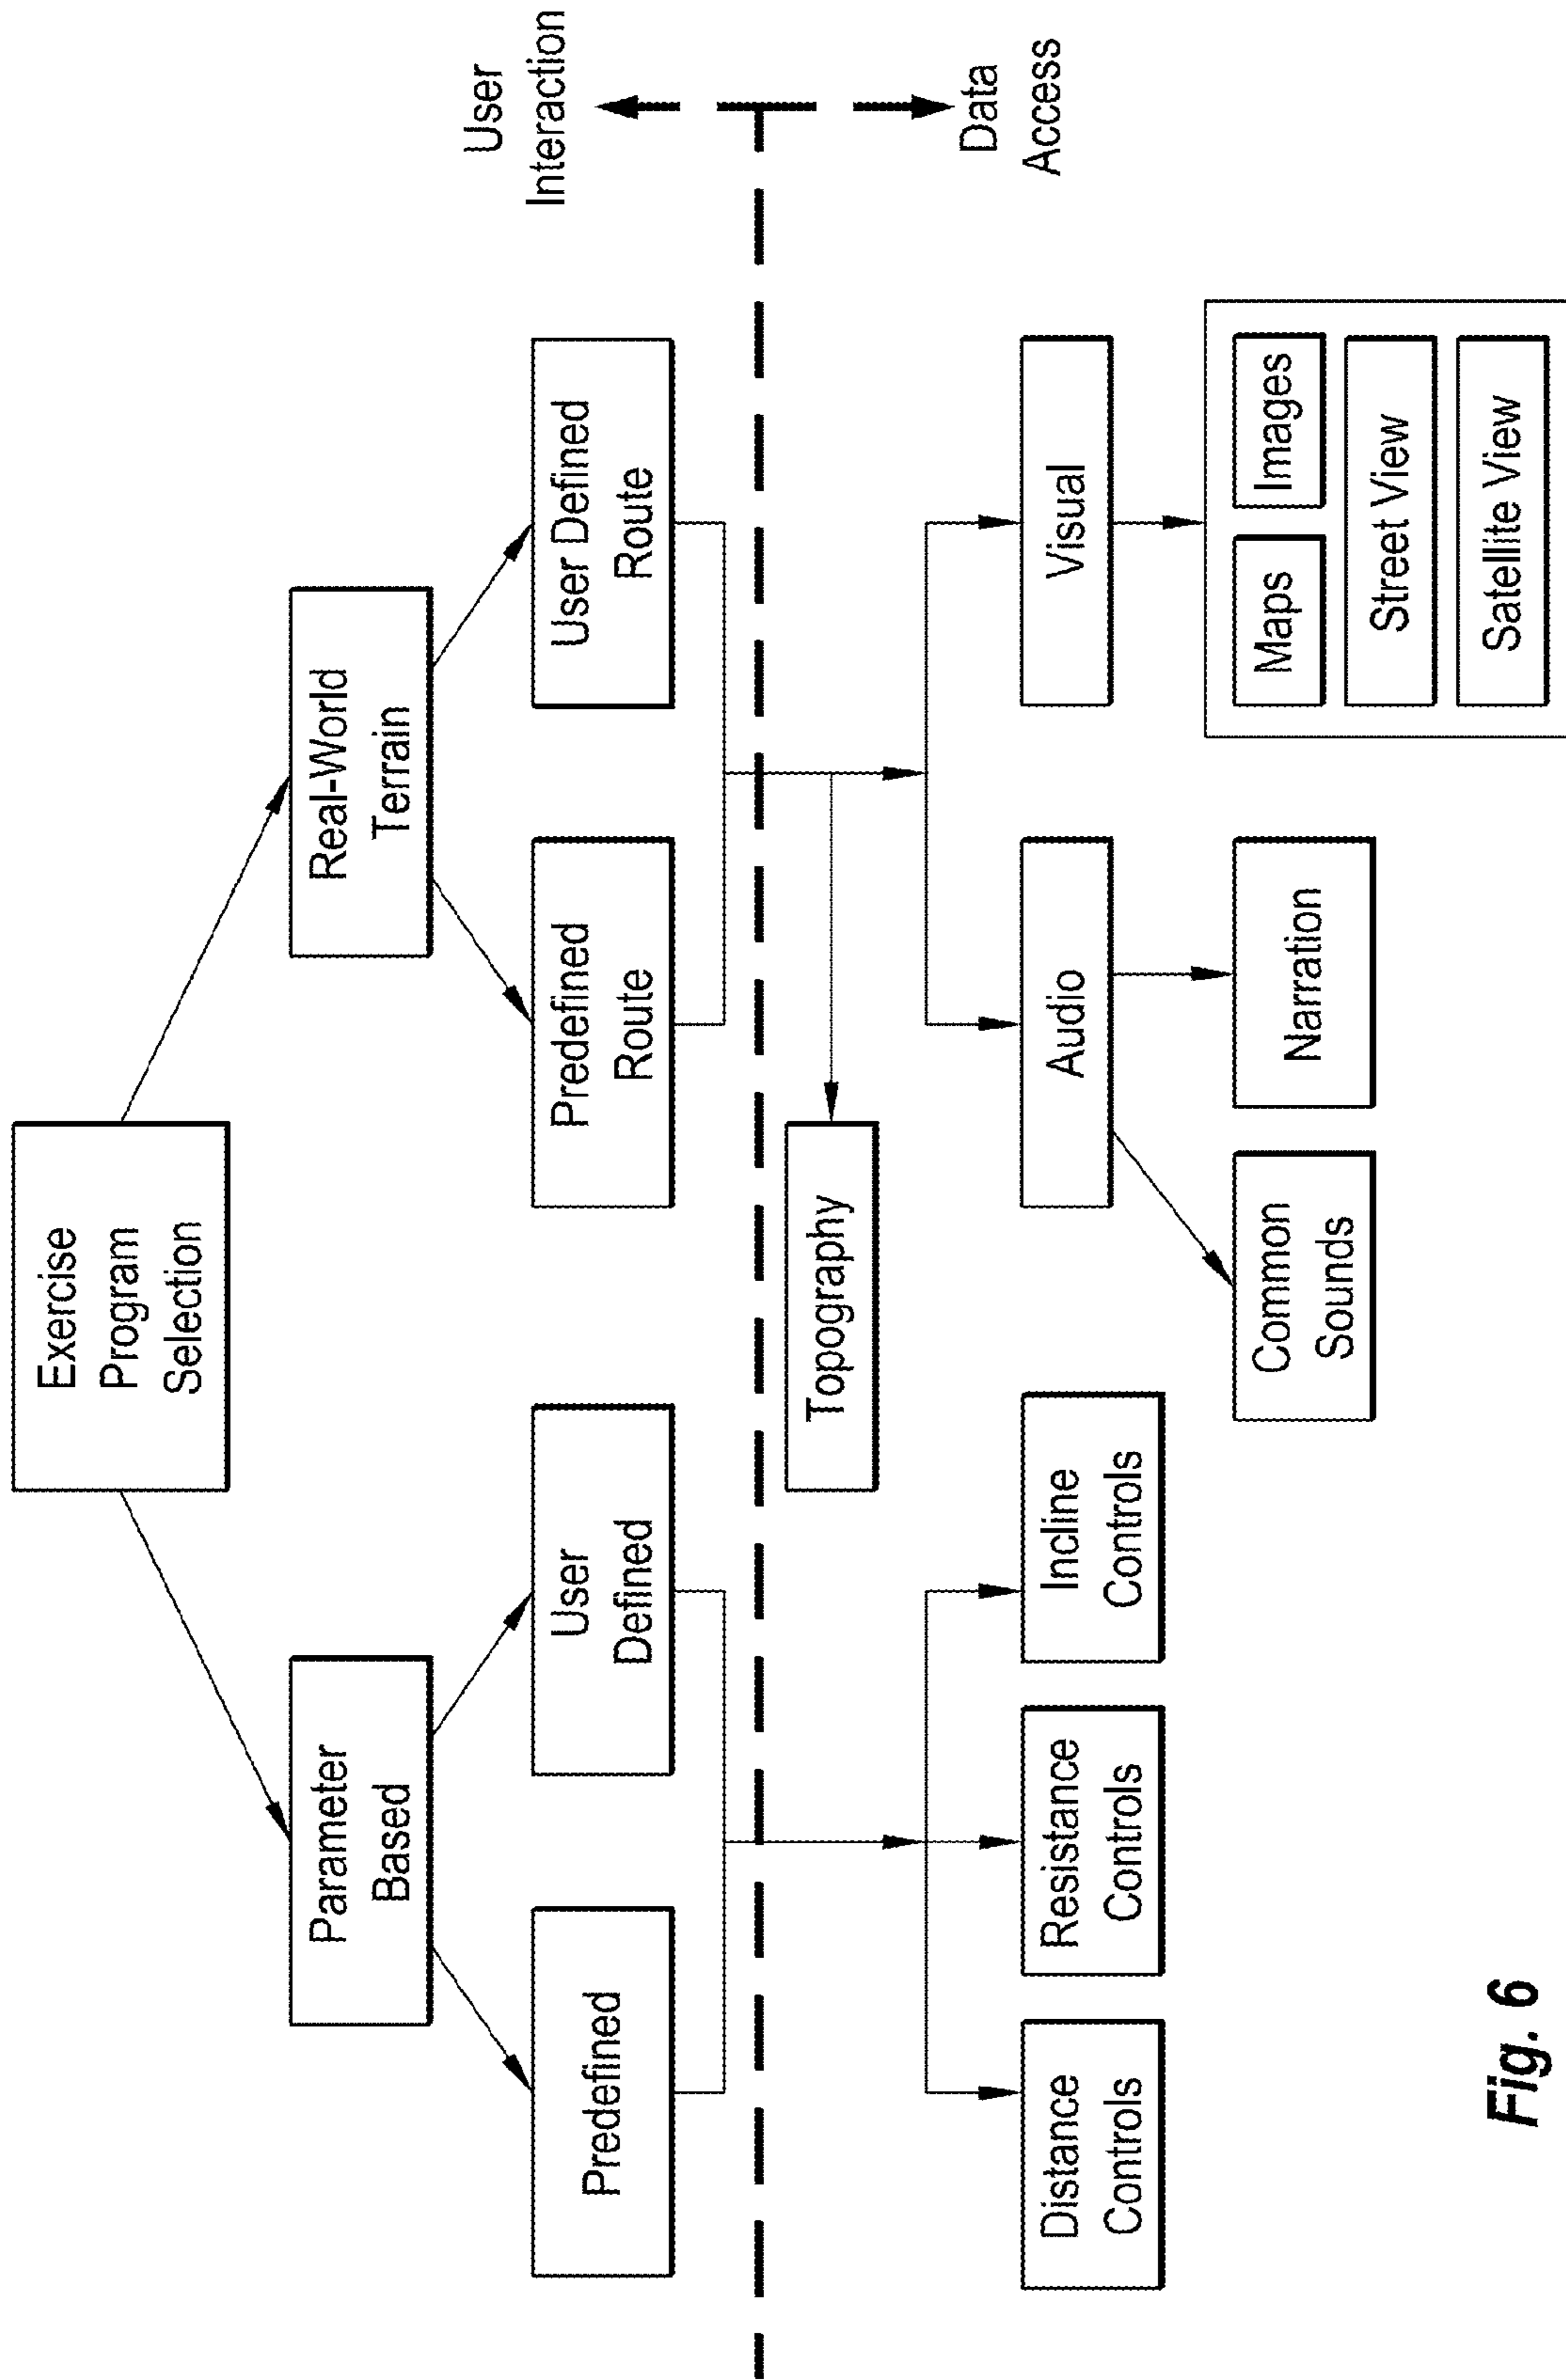 Exercise
Program
Selection
Parameter
Based
Real-World
Terrain
Predefined
User
Defined
Predefined
Route
User Defined
Route
User
Interaction
Data
Access
Topography
Distance
Controls
Resistance
Controls
Incline
Controls
Audio
Visual
Common
Sounds
Narration
Maps
Images
Street View
Satellite View
Fig. 6